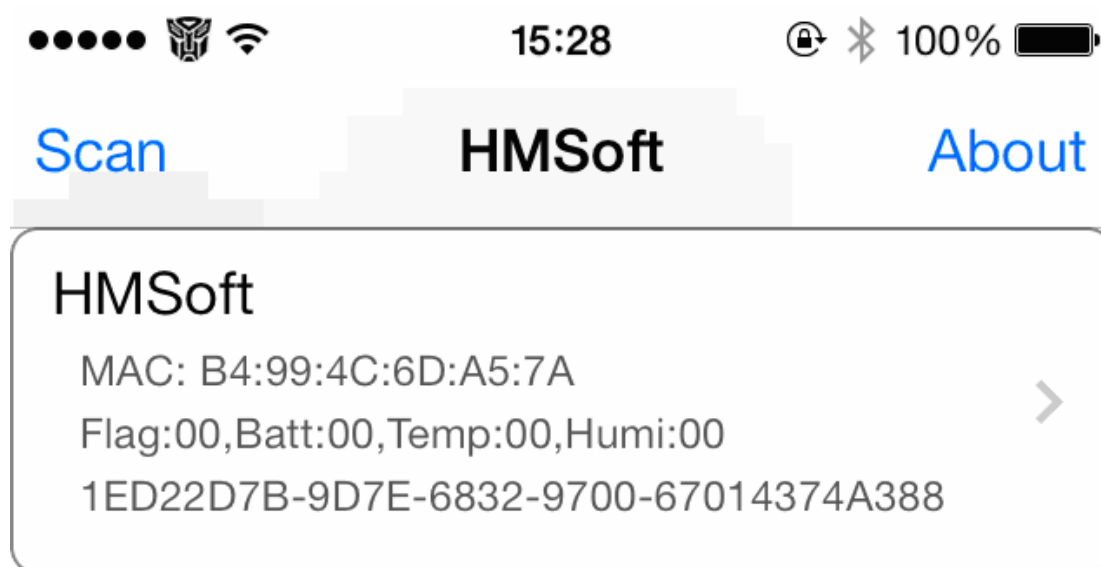 15:28 100%
Scan HMSoft About
HMSoft
MAC: B4:99:4C:6D:A5:7A
Flag:00,Batt:00,Temp:00,Humi:00
1ED22D7B-9D7E-6832-9700-67014374A388